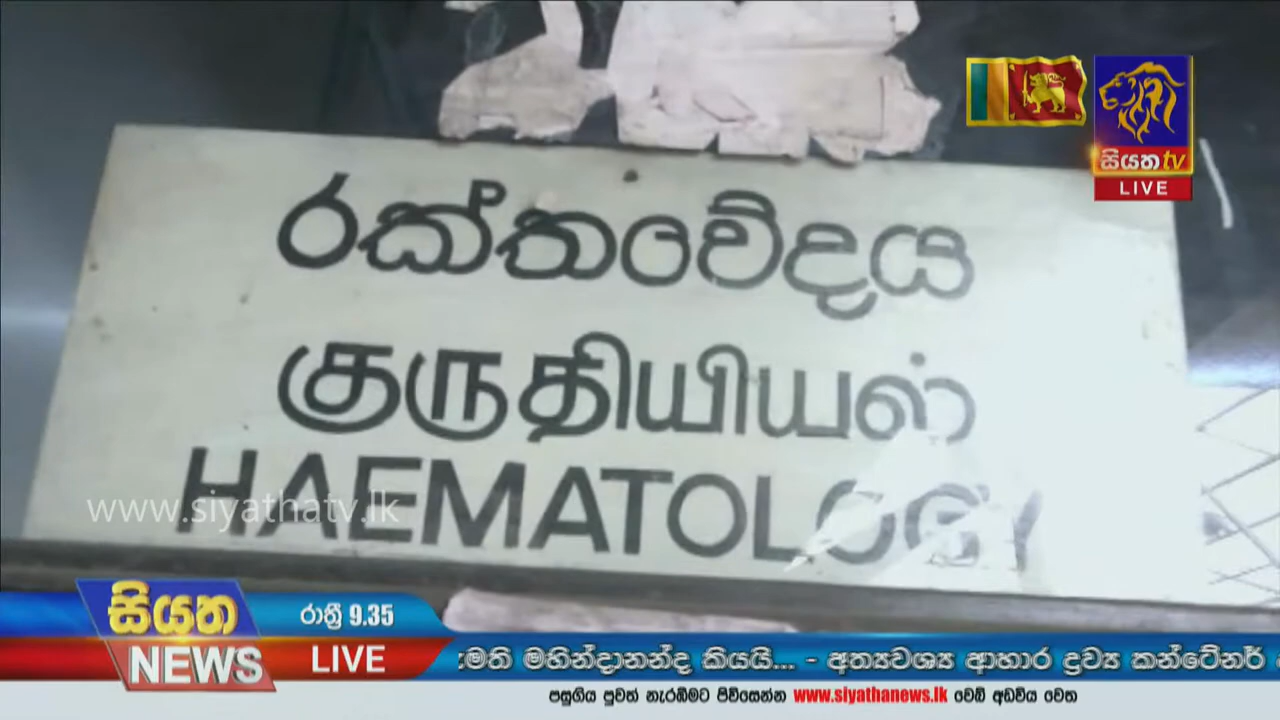 සියත tv
LIVE
රක්තවේදය
குருதியியல்
HAEMATOLOGY
www.siyathatv.lk
සියත
NEWS
රාත්‍රී 9.35
LIVE
මහින්දානන්ද කියයි... - අත්‍යවශ්‍ය ආහාර ද්‍රව්‍ය කන්ටේනර්
පසුගිය පුවත් නැරඹීමට පිවිසෙන්න www.siyathanews.lk වෙබ් අඩවිය වෙත